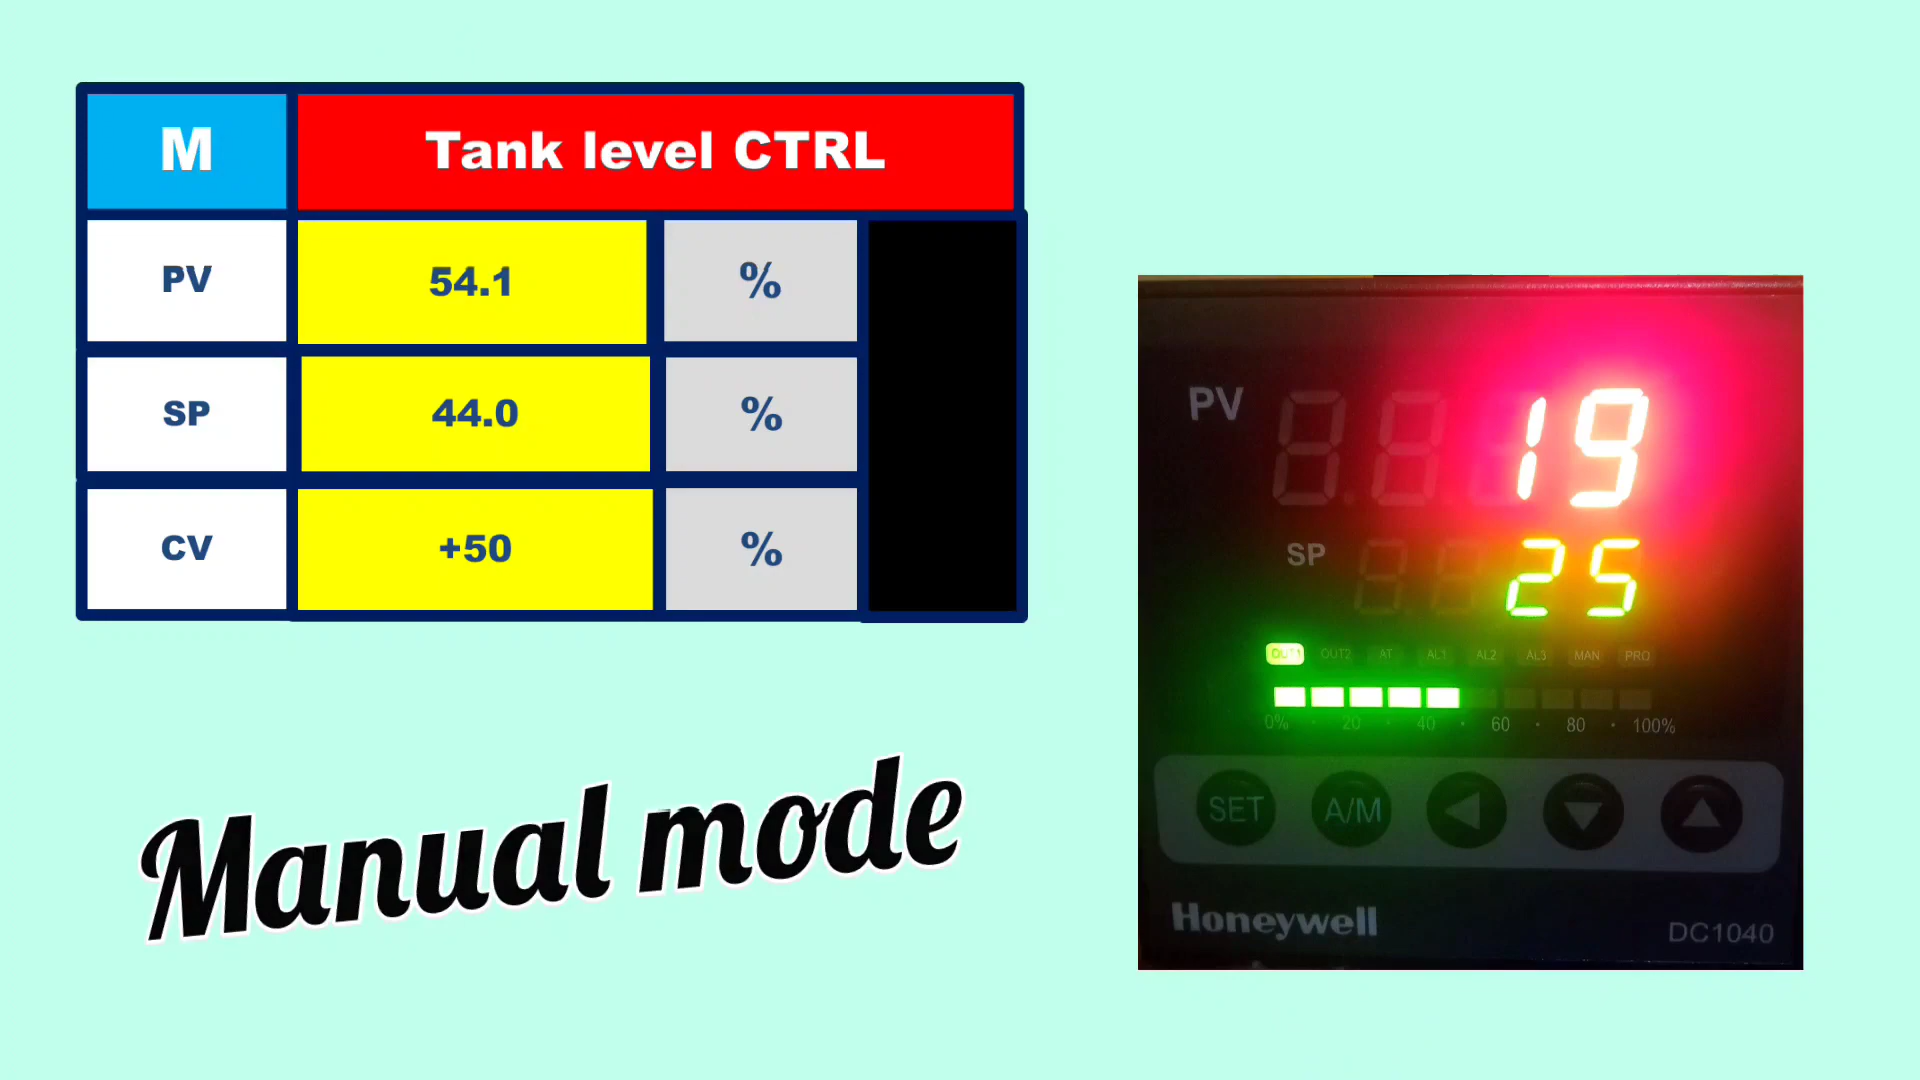 M Tank level CTRL
PV 54.1 %
SP 44.0 %
CV +50 %
Manual mode
PV 19
SP 25
OUT1 OUT2 AT AL1 AL2 AL3 MAN PRO
0% 20 40 60 80 100%
SET A/M
Honeywell DC1040